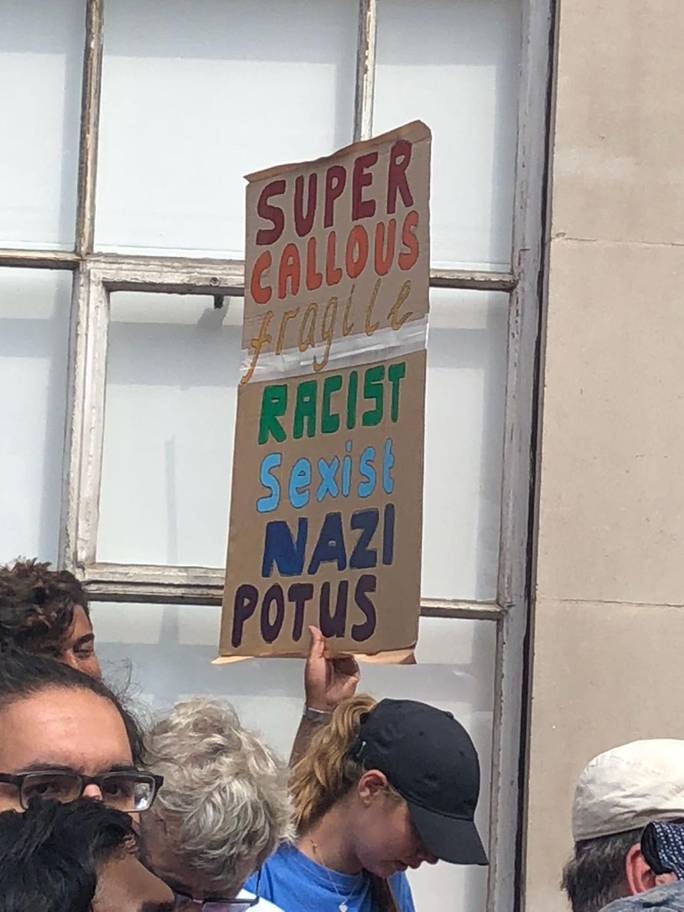 SUPER
CALLOUS
fragile
RACIST
Sexist
NAZI
POTUS